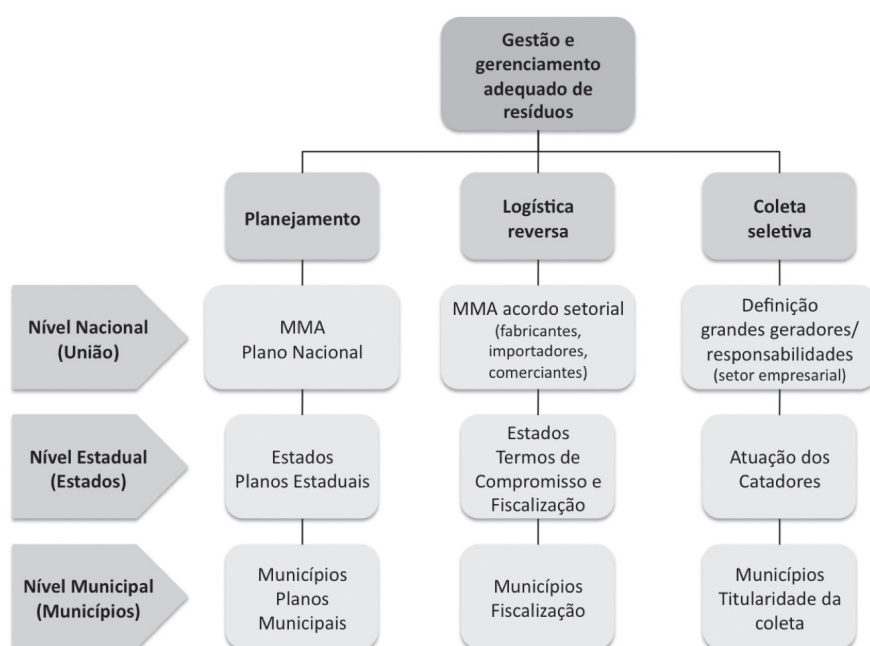 Gestão e
gerenciamento
adequado de
resíduos
Planejamento
Logística
reversa
Coleta
seletiva
Nível Nacional
(União)
MMA
Plano Nacional
MMA acordo setorial
(fabricantes,
importadores,
comerciantes)
Definição
grandes geradores/
responsabilidades
(setor empresarial)
Nível Estadual
(Estados)
Estados
Planos Estaduais
Estados
Termos de
Compromisso e
Fiscalização
Atuação dos
Catadores
Nível Municipal
(Municípios)
Municípios
Planos
Municipais
Municípios
Fiscalização
Municípios
Titularidade da
coleta